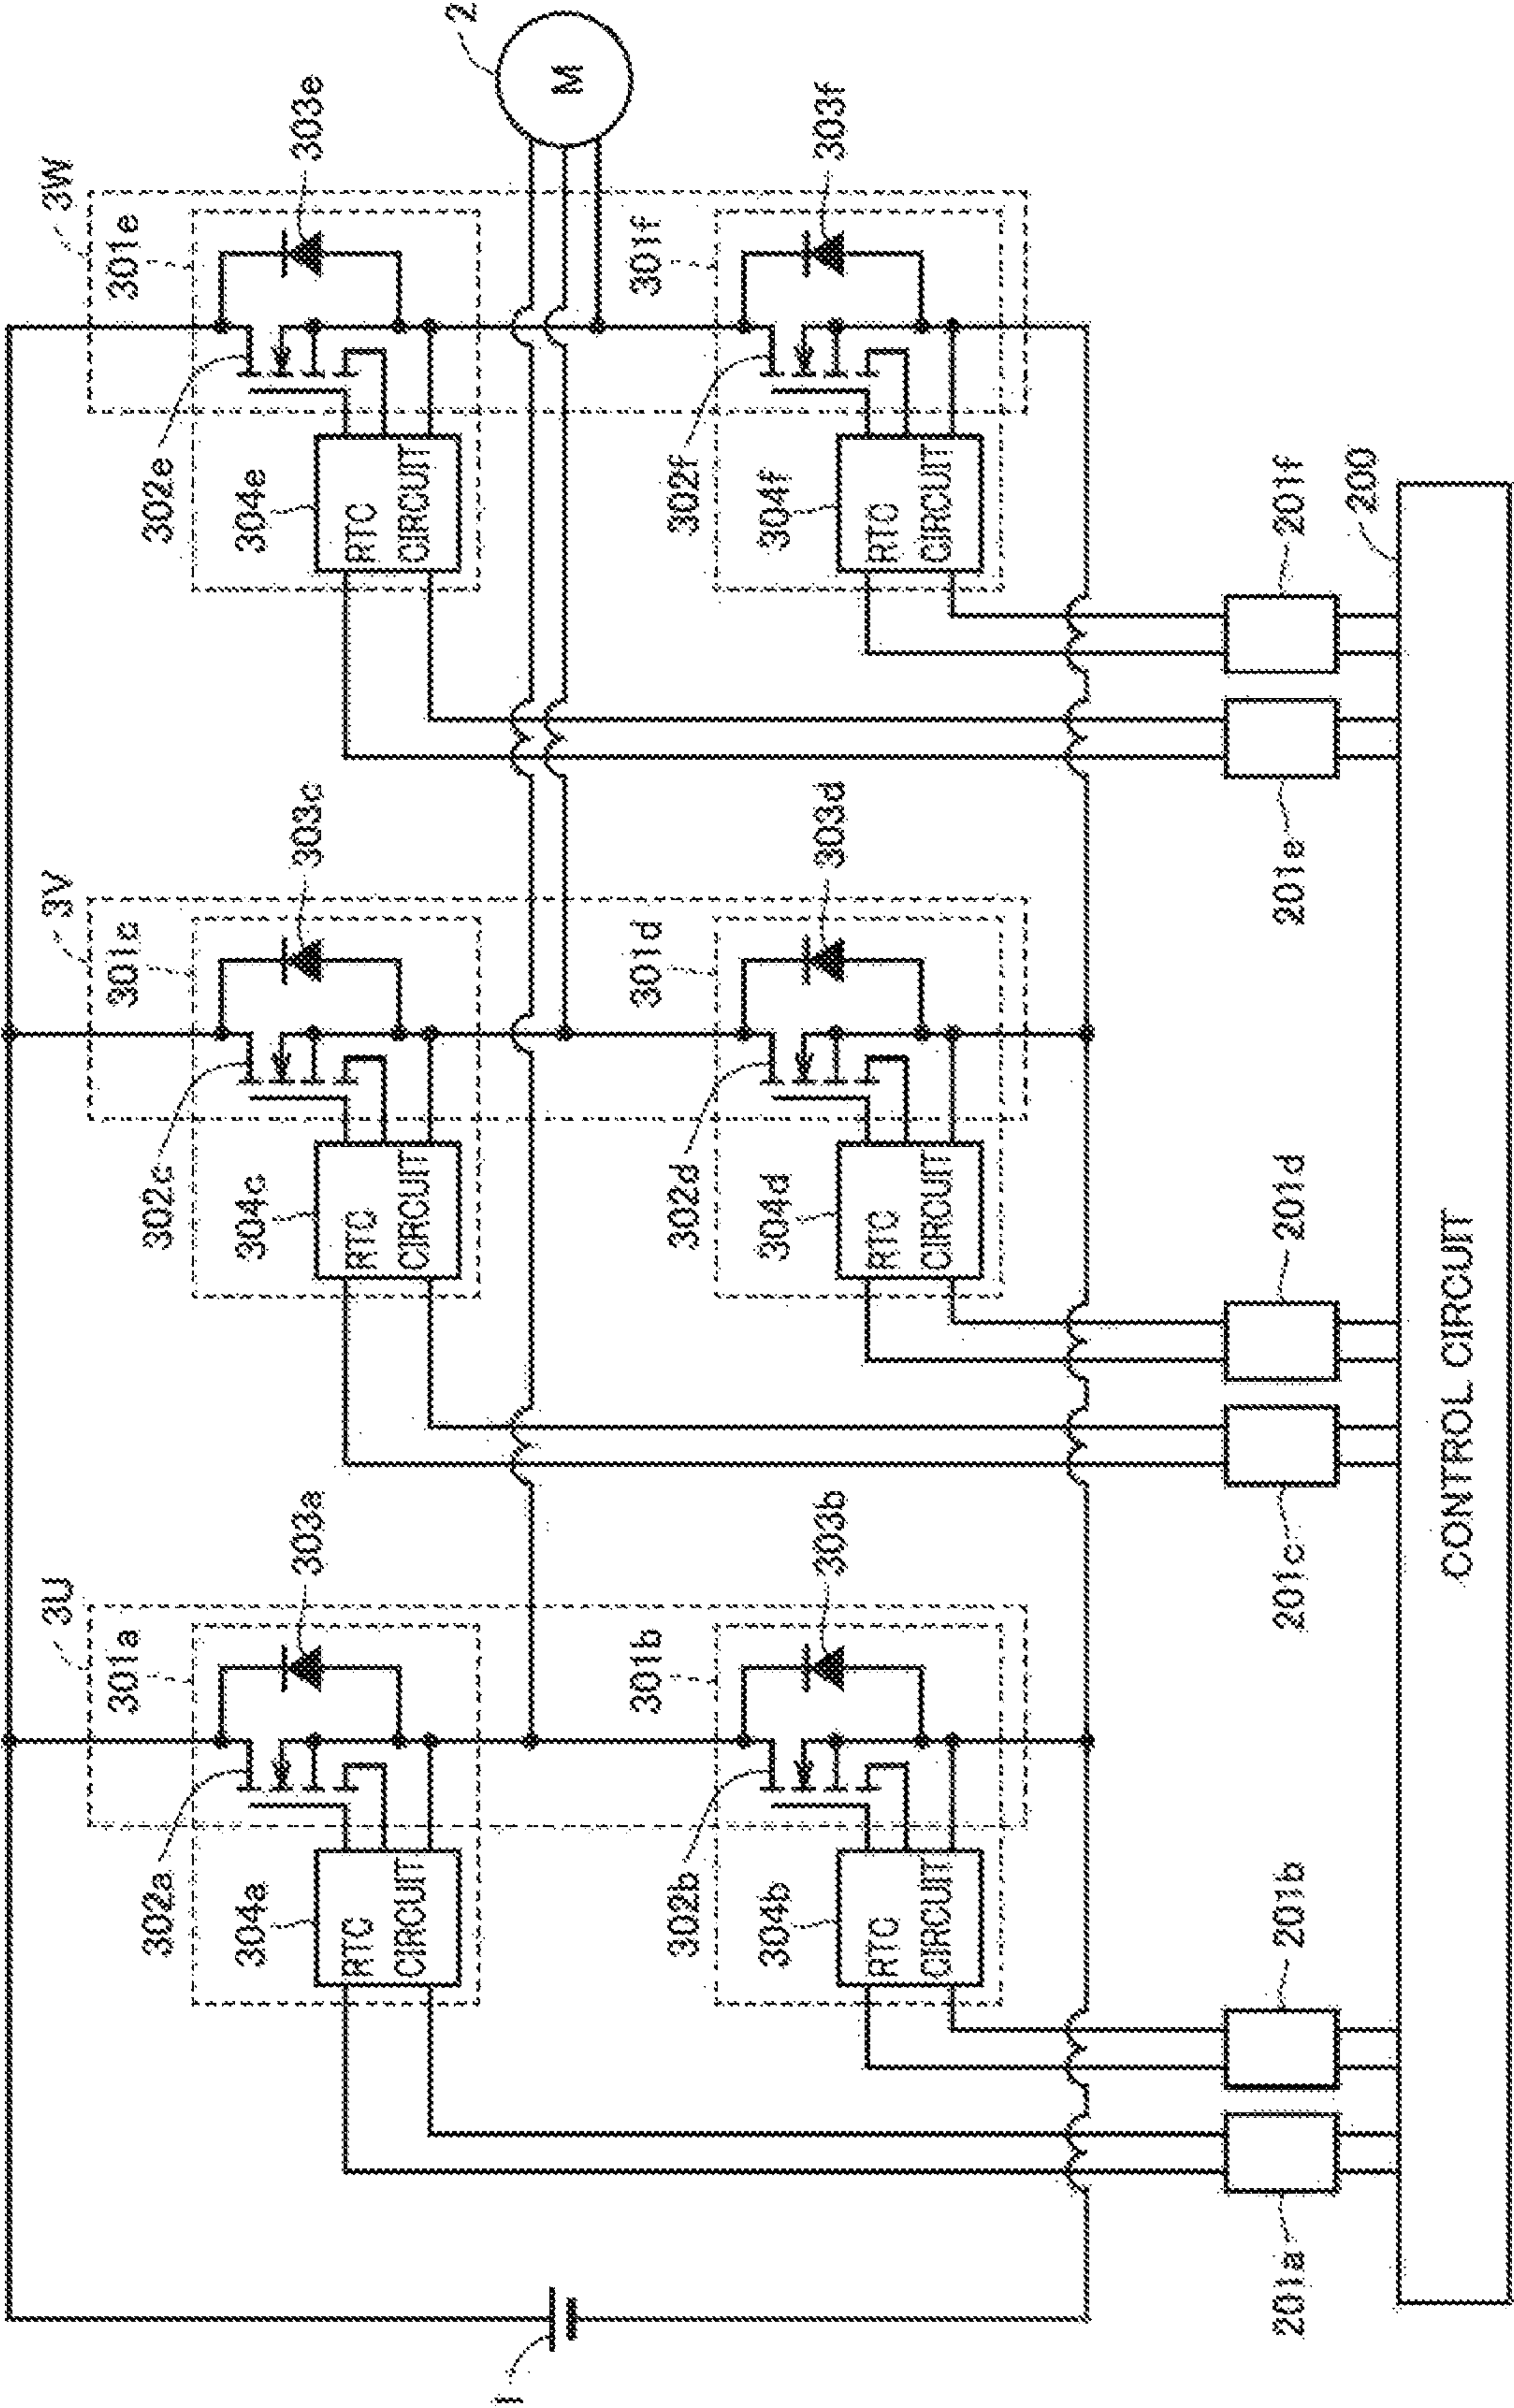 3U
3V
3W
301a
303a
301c
303c
301e
303e
302a
302c
302e
304a
304c
304e
RTC
CIRCUIT
RTC
CIRCUIT
RTC
CIRCUIT
1
2
M
301b
303b
301d
303d
301f
303f
302b
302d
302f
304b
304d
304f
RTC
CIRCUIT
RTC
CIRCUIT
RTC
CIRCUIT
201a
201b
201c
201d
201e
201f
200
CONTROL CIRCUIT